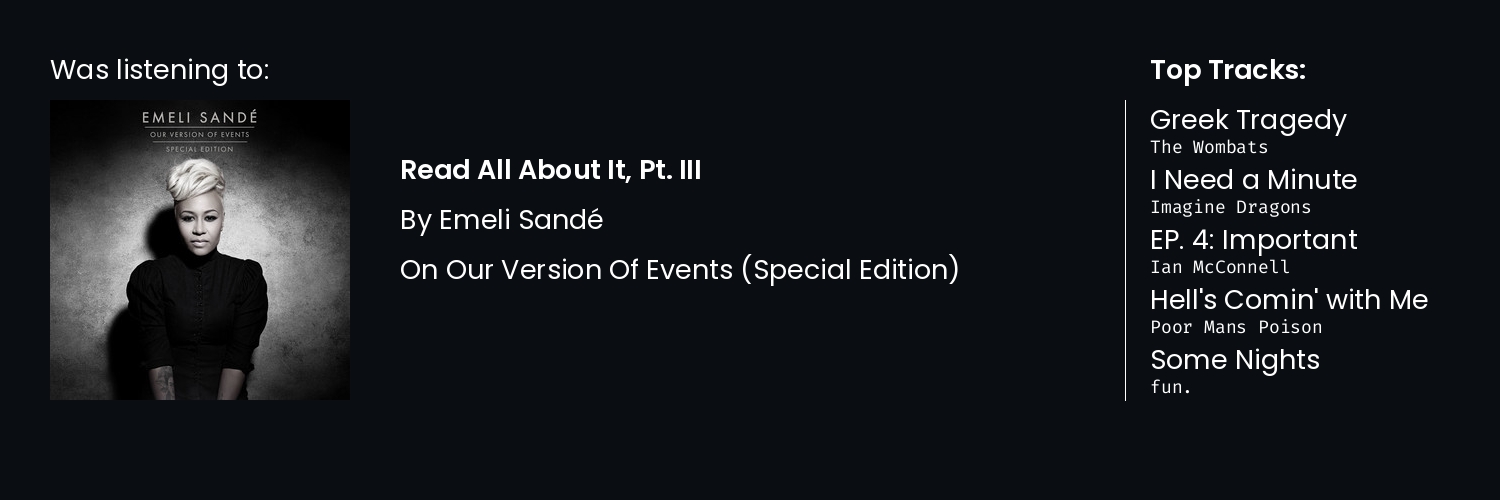 Was listening to:
EMELI SANDÉ
OUR VERSION OF EVENTS
SPECIAL EDITION
Read All About It, Pt. III
By Emeli Sandé
On Our Version Of Events (Special Edition)
Top Tracks:
Greek Tragedy
The Wombats
I Need a Minute
Imagine Dragons
EP. 4: Important
Ian McConnell
Hell's Comin' with Me
Poor Mans Poison
Some Nights
fun.